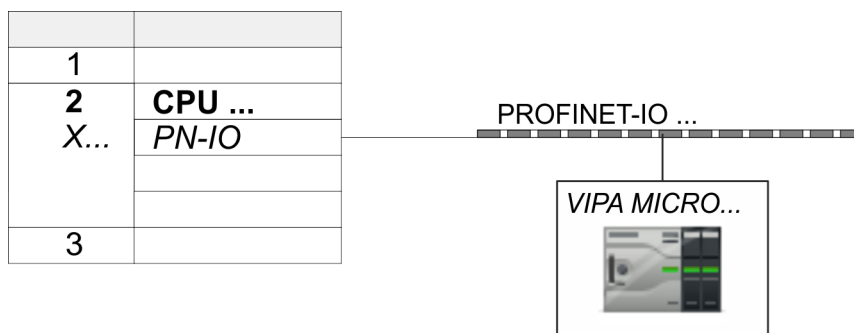 1
2 CPU ...
X... PN-IO
3
PROFINET-IO ...
VIPA MICRO...